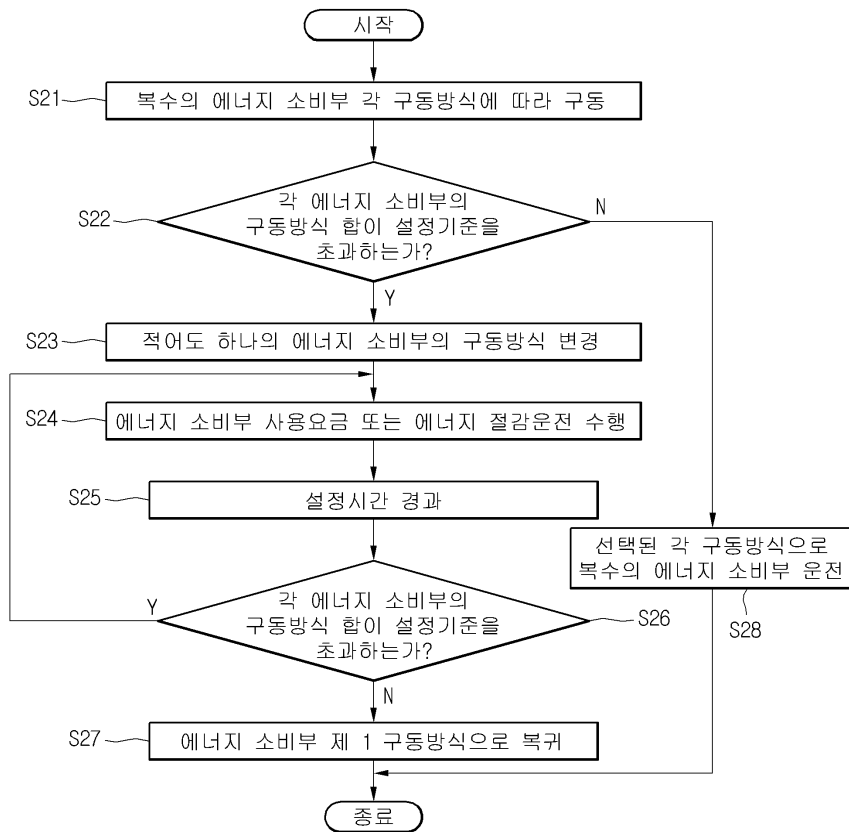 시작
S21
복수의 에너지 소비부 각 구동방식에 따라 구동
S22
각 에너지 소비부의
구동방식 합이 설정기준을
초과하는가?
N
Y
S23
적어도 하나의 에너지 소비부의 구동방식 변경
S24
에너지 소비부 사용요금 또는 에너지 절감운전 수행
S25
설정시간 경과
선택된 각 구동방식으로
복수의 에너지 소비부 운전
S28
Y
각 에너지 소비부의
구동방식 합이 설정기준을
초과하는가?
S26
N
S27
에너지 소비부 제 1 구동방식으로 복귀
종료